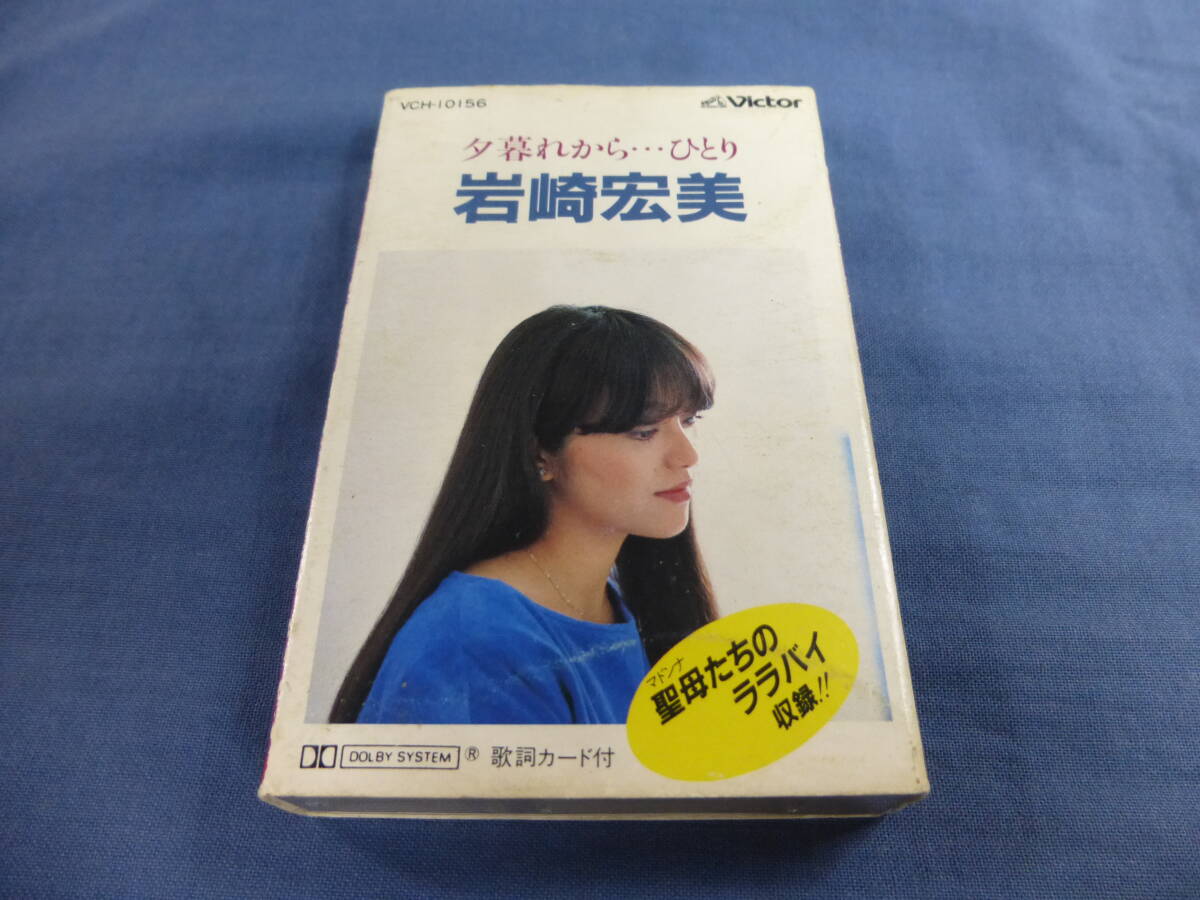 VCH-10156
Victor
夕暮れから…ひとり
岩崎宏美
マドンナ
聖母たちの
ララバイ
収録!!
DOLBY SYSTEM ® 歌詞カード付